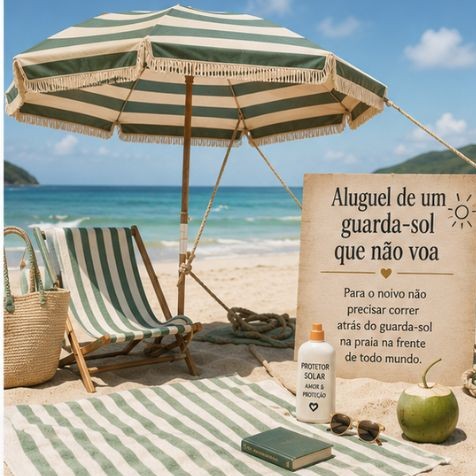 Aluguel de um
guarda-sol
que não voa
Para o noivo não
precisar correr
atrás do guarda-sol
na praia na frente
de todo mundo.
PROTETOR
SOLAR
AMOR &
PROTEÇÃO